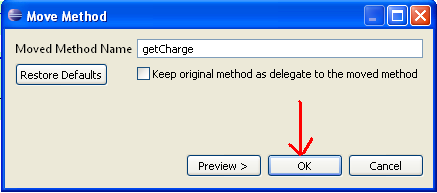 Move Method
Moved Method Name getCharge
Restore Defaults Keep original method as delegate to the moved method
Preview > OK Cancel